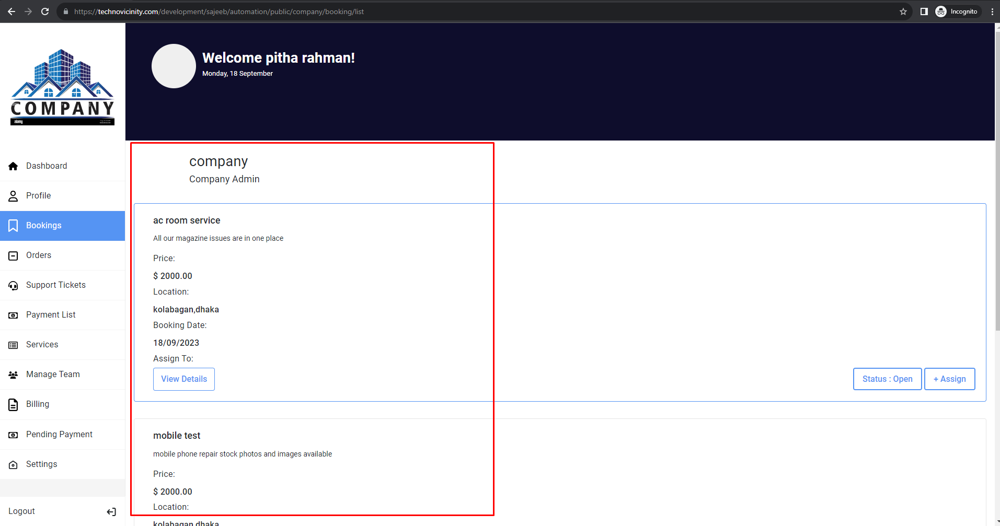 https://technovicinity.com/development/sajeeb/automation/public/company/booking/list
Incognito
COMPANY
alamy
Welcome pitha rahman!
Monday, 18 September
Dashboard
Profile
Bookings
Orders
Support Tickets
Payment List
Services
Manage Team
Billing
Pending Payment
Settings
Logout
company
Company Admin
ac room service
All our magazine issues are in one place
Price:
$ 2000.00
Location:
kolabagan,dhaka
Booking Date:
18/09/2023
Assign To:
View Details
Status : Open
+ Assign
mobile test
mobile phone repair stock photos and images available
Price:
$ 2000.00
Location:
kolabagan,dhaka